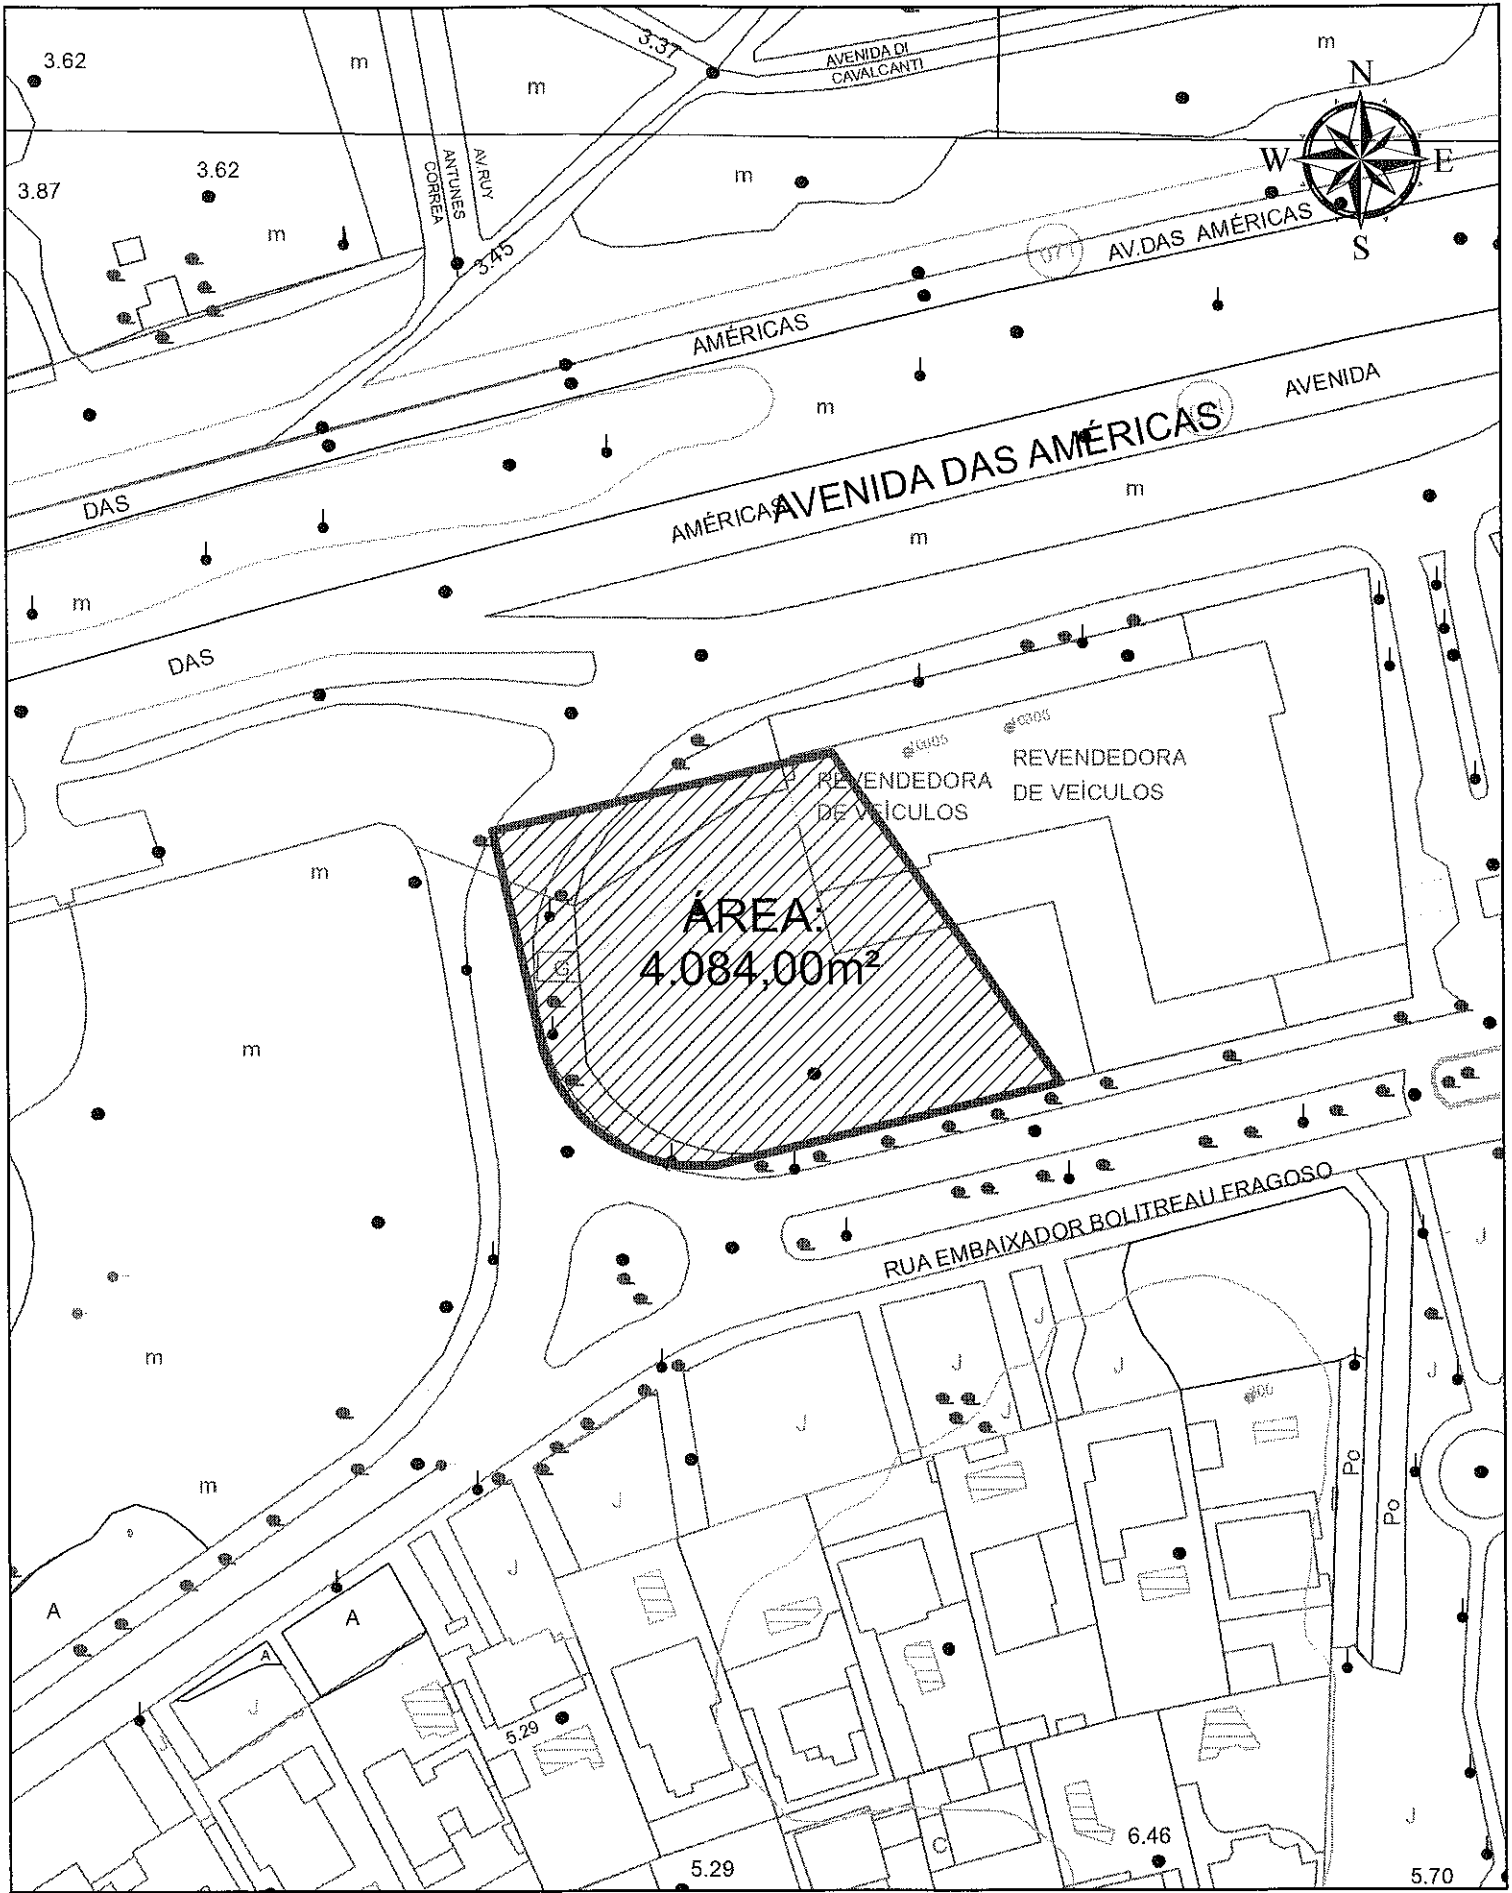 3.62
m
m
3.37
AVENIDA DI
CAVALCANTI
m
N
W
E
S
3.62
3.87
m
AV. RUY
ANTUNES
CORREA
m
3.45
071
AV.DAS AMÉRICAS
AMÉRICAS
m
AVENIDA
AVENIDA DAS AMÉRICAS
DAS
AMÉRICAS
m
m
m
DAS
REVENDEDORA
DE VEÍCULOS
REVENDEDORA
DE VEÍCULOS
m
ÁREA:
4.084,00m²
G
m
RUA EMBAIXADOR BOLITREAU FRAGOSO
J
J
J
J
J
J
J
J
m
m
Po
Po
A
A
A
J
J
5.29
C
6.46
5.29
J
5.70